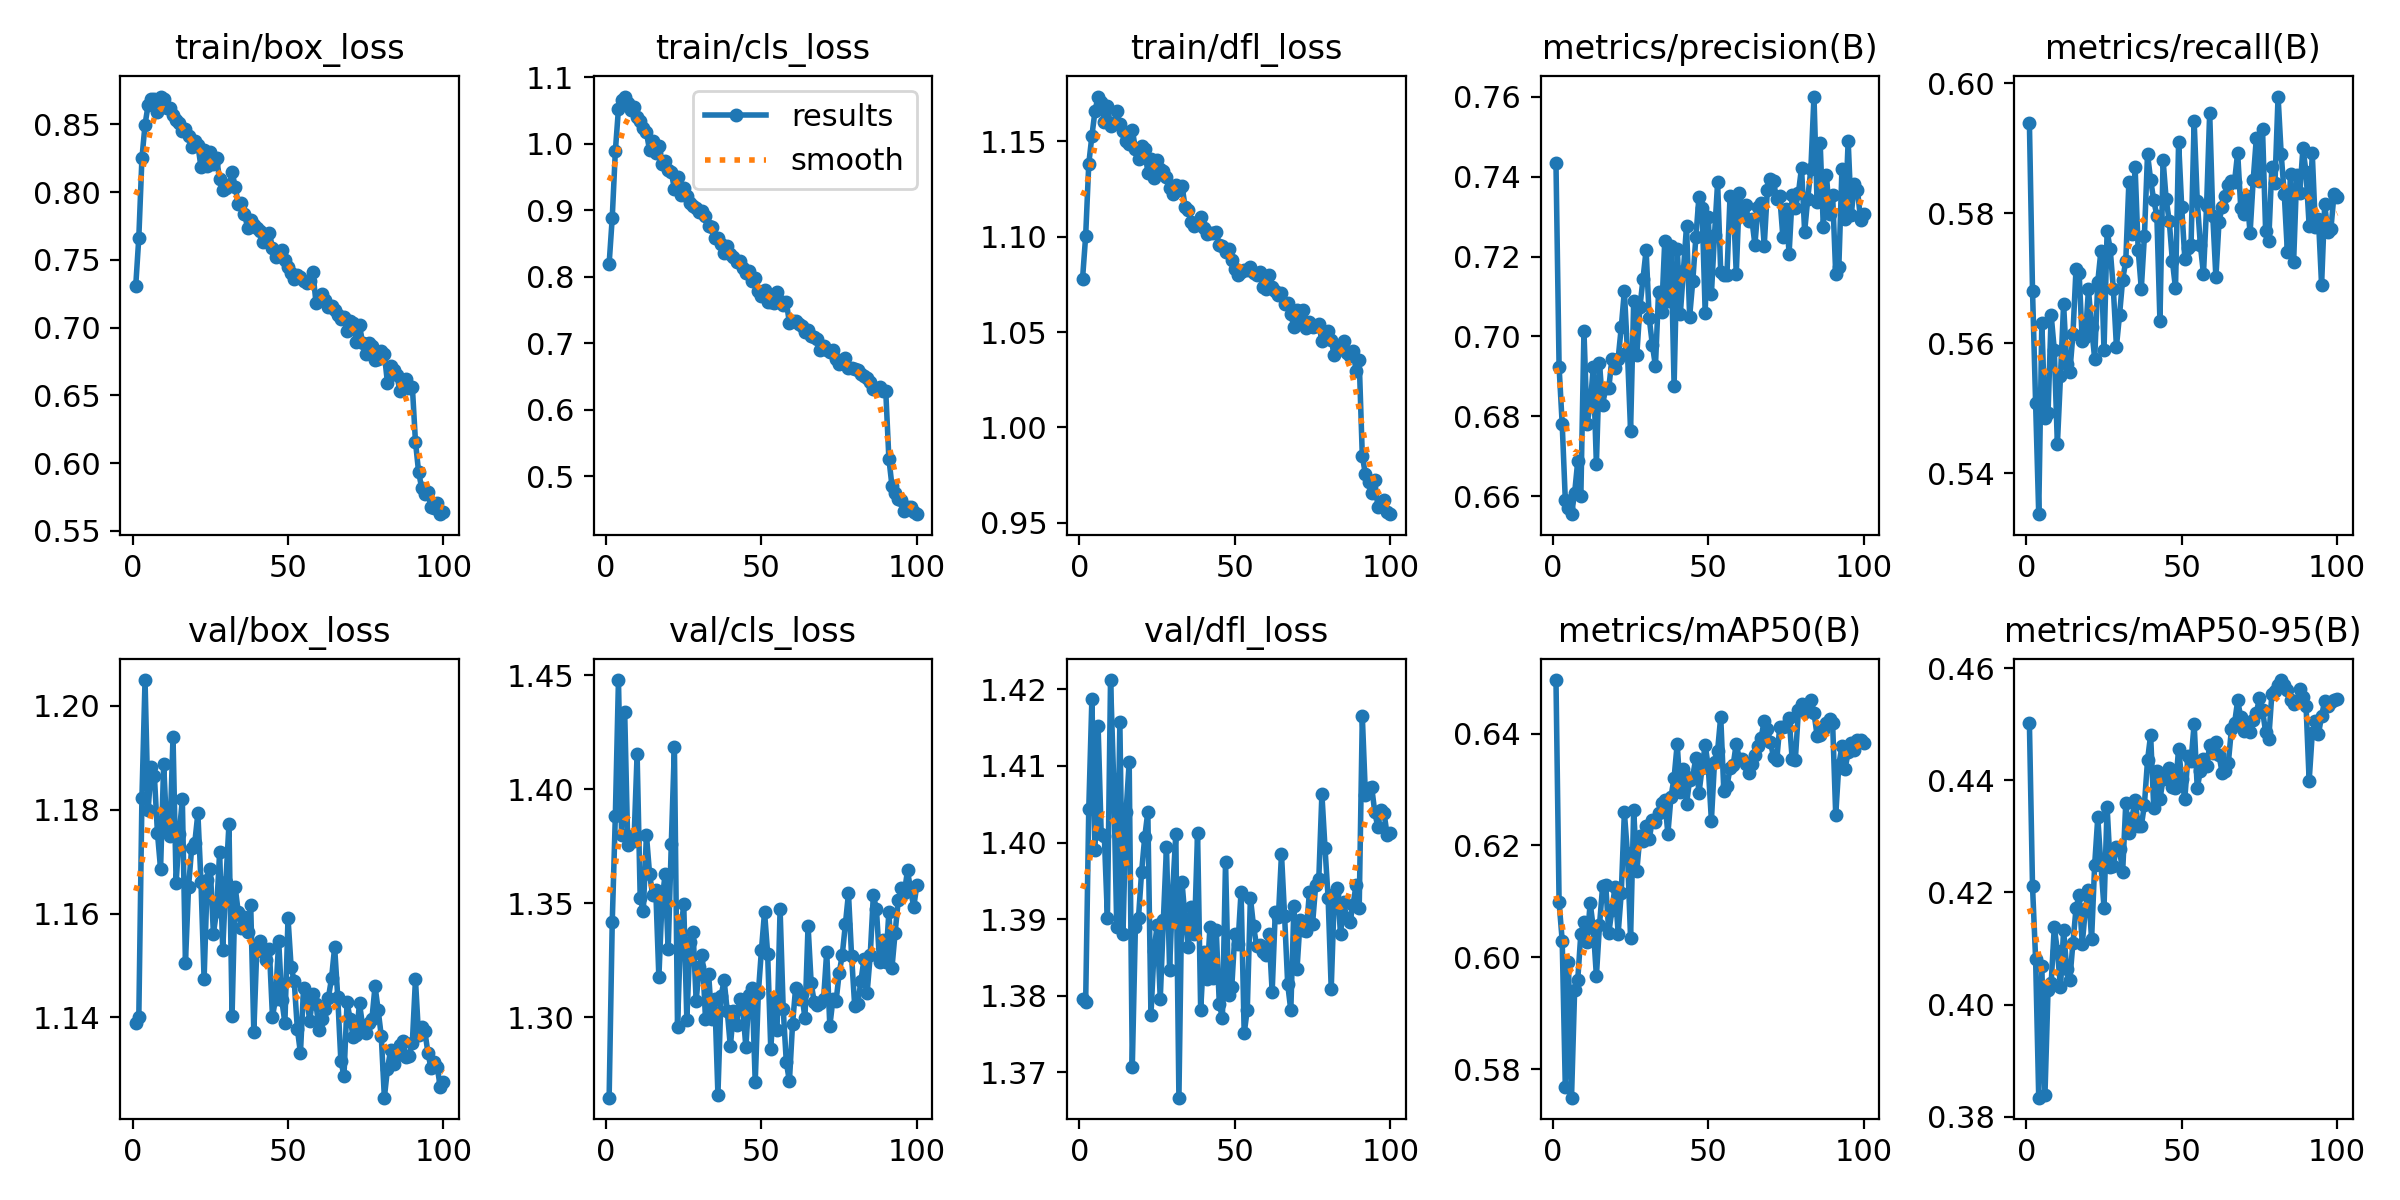 train/box_loss
0.85
0.80
0.75
0.70
0.65
0.60
0.55
0 50 100
train/cls_loss
1.1
1.0
0.9
0.8
0.7
0.6
0.5
results
smooth
0 50 100
train/dfl_loss
1.15
1.10
1.05
1.00
0.95
0 50 100
metrics/precision(B)
0.76
0.74
0.72
0.70
0.68
0.66
0 50 100
metrics/recall(B)
0.60
0.58
0.56
0.54
0 50 100
val/box_loss
1.20
1.18
1.16
1.14
0 50 100
val/cls_loss
1.45
1.40
1.35
1.30
0 50 100
val/dfl_loss
1.42
1.41
1.40
1.39
1.38
1.37
0 50 100
metrics/mAP50(B)
0.64
0.62
0.60
0.58
0 50 100
metrics/mAP50-95(B)
0.46
0.44
0.42
0.40
0.38
0 50 100